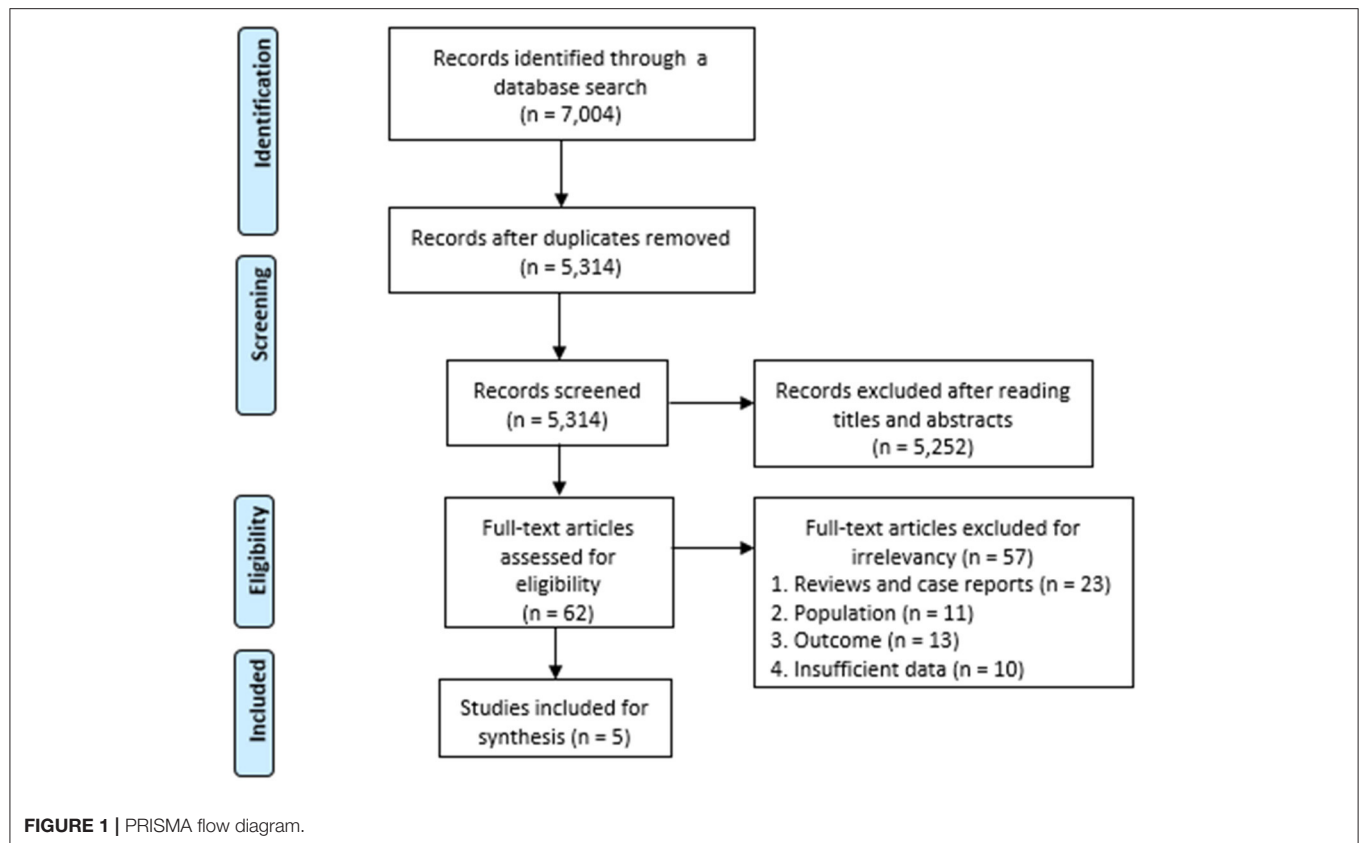 Identification
Records identified through a
database search
(n = 7,004)
Records after duplicates removed
(n = 5,314)
Screening
Records screened
(n = 5,314)
Records excluded after reading
titles and abstracts
(n = 5,252)
Eligibility
Full-text articles
assessed for
eligibility
(n = 62)
Full-text articles excluded for
irrelevancy (n = 57)
1. Reviews and case reports (n = 23)
2. Population (n = 11)
3. Outcome (n = 13)
4. Insufficient data (n = 10)
Included
Studies included for
synthesis (n = 5)
FIGURE 1 | PRISMA flow diagram.